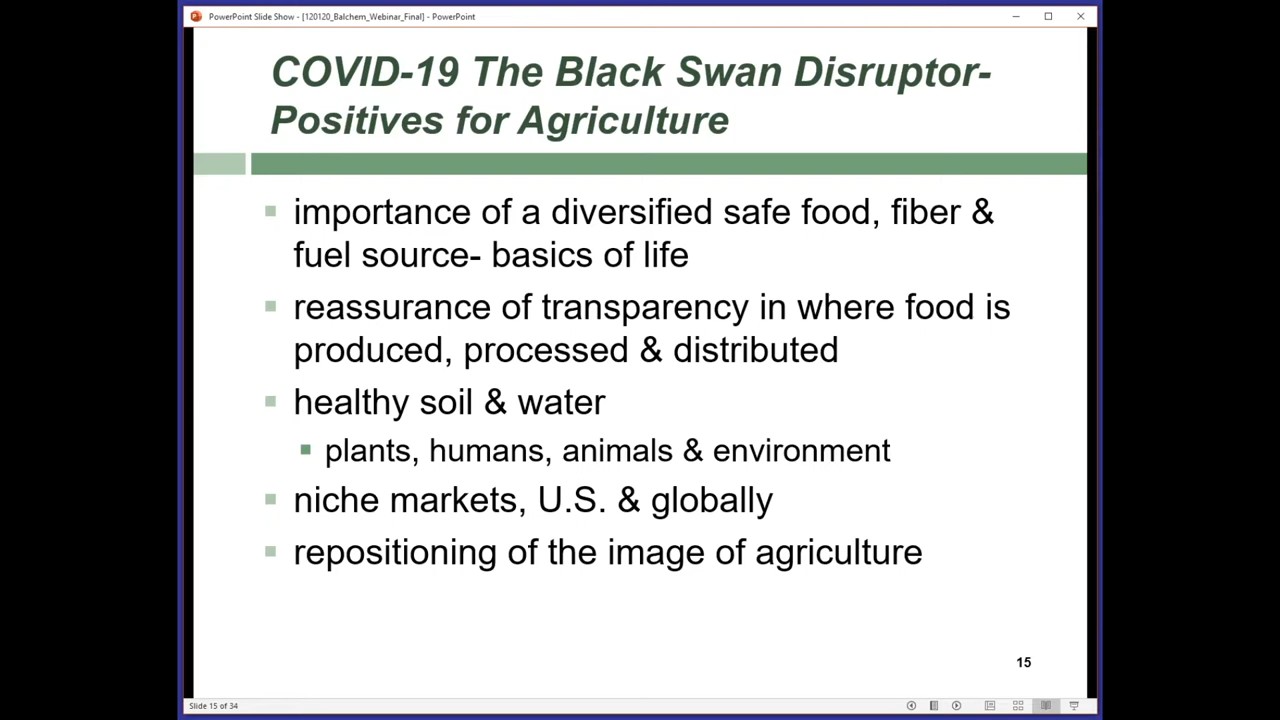 PowerPoint Slide Show - [120120_Balchem_Webinar_Final] - PowerPoint
COVID-19 The Black Swan Disruptor-
Positives for Agriculture
importance of a diversified safe food, fiber &
fuel source- basics of life
reassurance of transparency in where food is
produced, processed & distributed
healthy soil & water
plants, humans, animals & environment
niche markets, U.S. & globally
repositioning of the image of agriculture
15
Slide 15 of 34